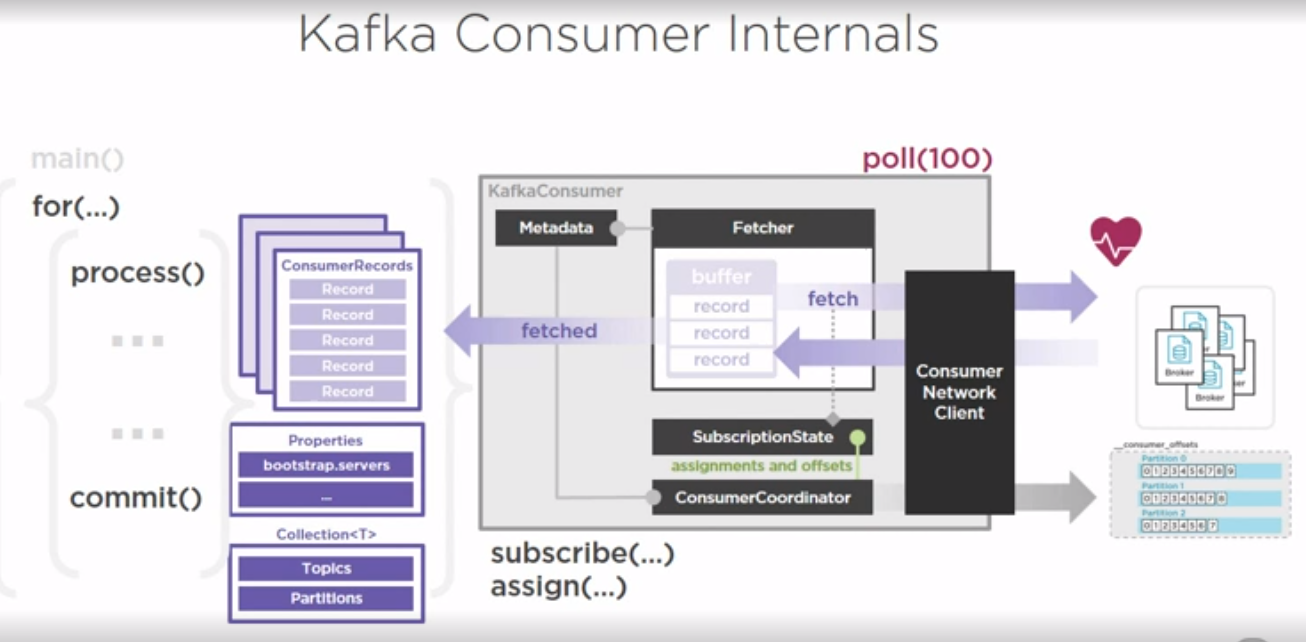 Kafka Consumer Internals
main()
for(...)
process()
...
...
commit()
ConsumerRecords
Record
Record
Record
Record
Record
Properties
bootstrap.servers
...
Collection<T>
Topics
Partitions
poll(100)
KafkaConsumer
Metadata
Fetcher
buffer
record
record
record
fetch
fetched
SubscriptionState
assignments and offsets
ConsumerCoordinator
Consumer
Network
Client
subscribe(...)
assign(...)
Broker
Broker
__consumer_offsets
Partition 0
0 1 2 3 4 5 6 7 8 9
Partition 1
0 1 2 3 4 5 6 7 8
Partition 2
0 1 2 3 4 5 6 7